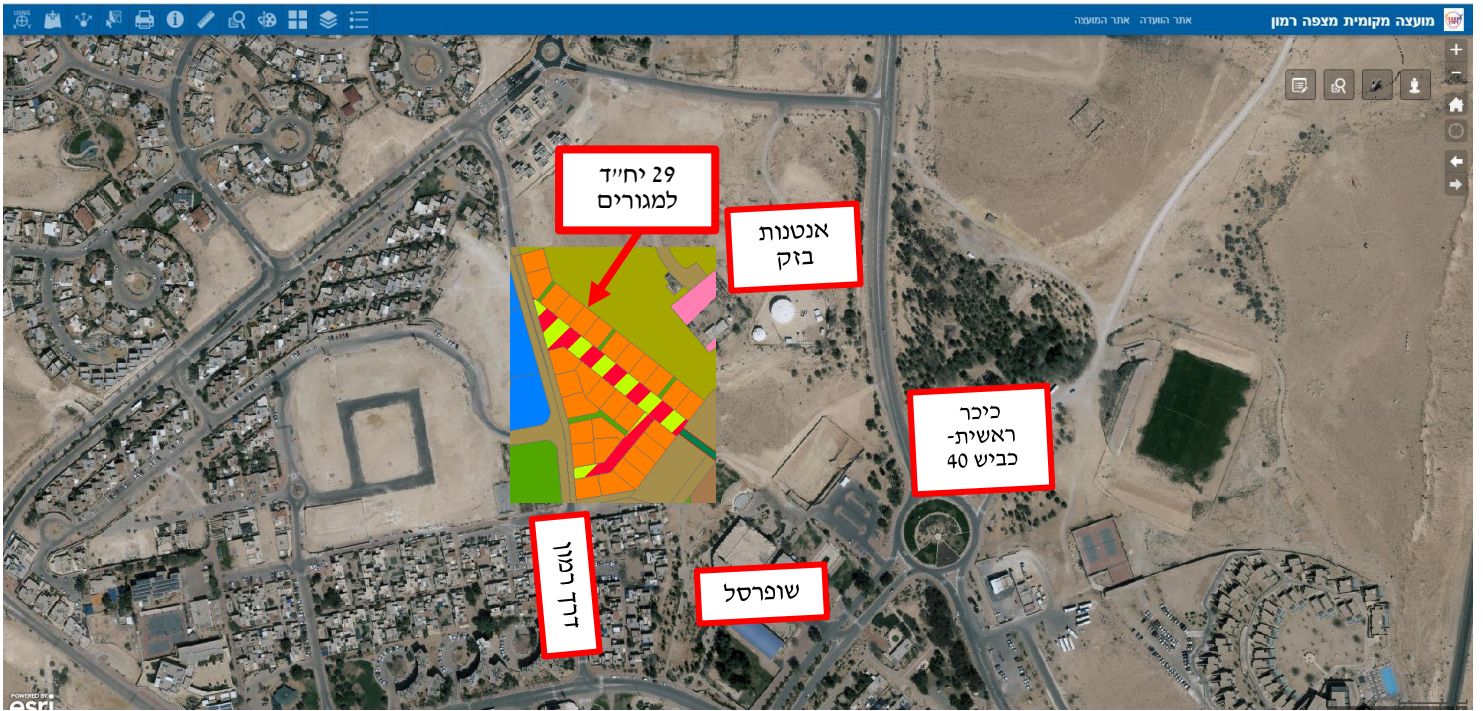 מועצה מקומית מצפה רמון
אתר הוועדה אתר המועצה
USNG
29 יח״ד
למגורים
אנטנות
בזק
כיכר
ראשית-
כביש 40
שופרסל
דרך רמון
POWERED BY
esri